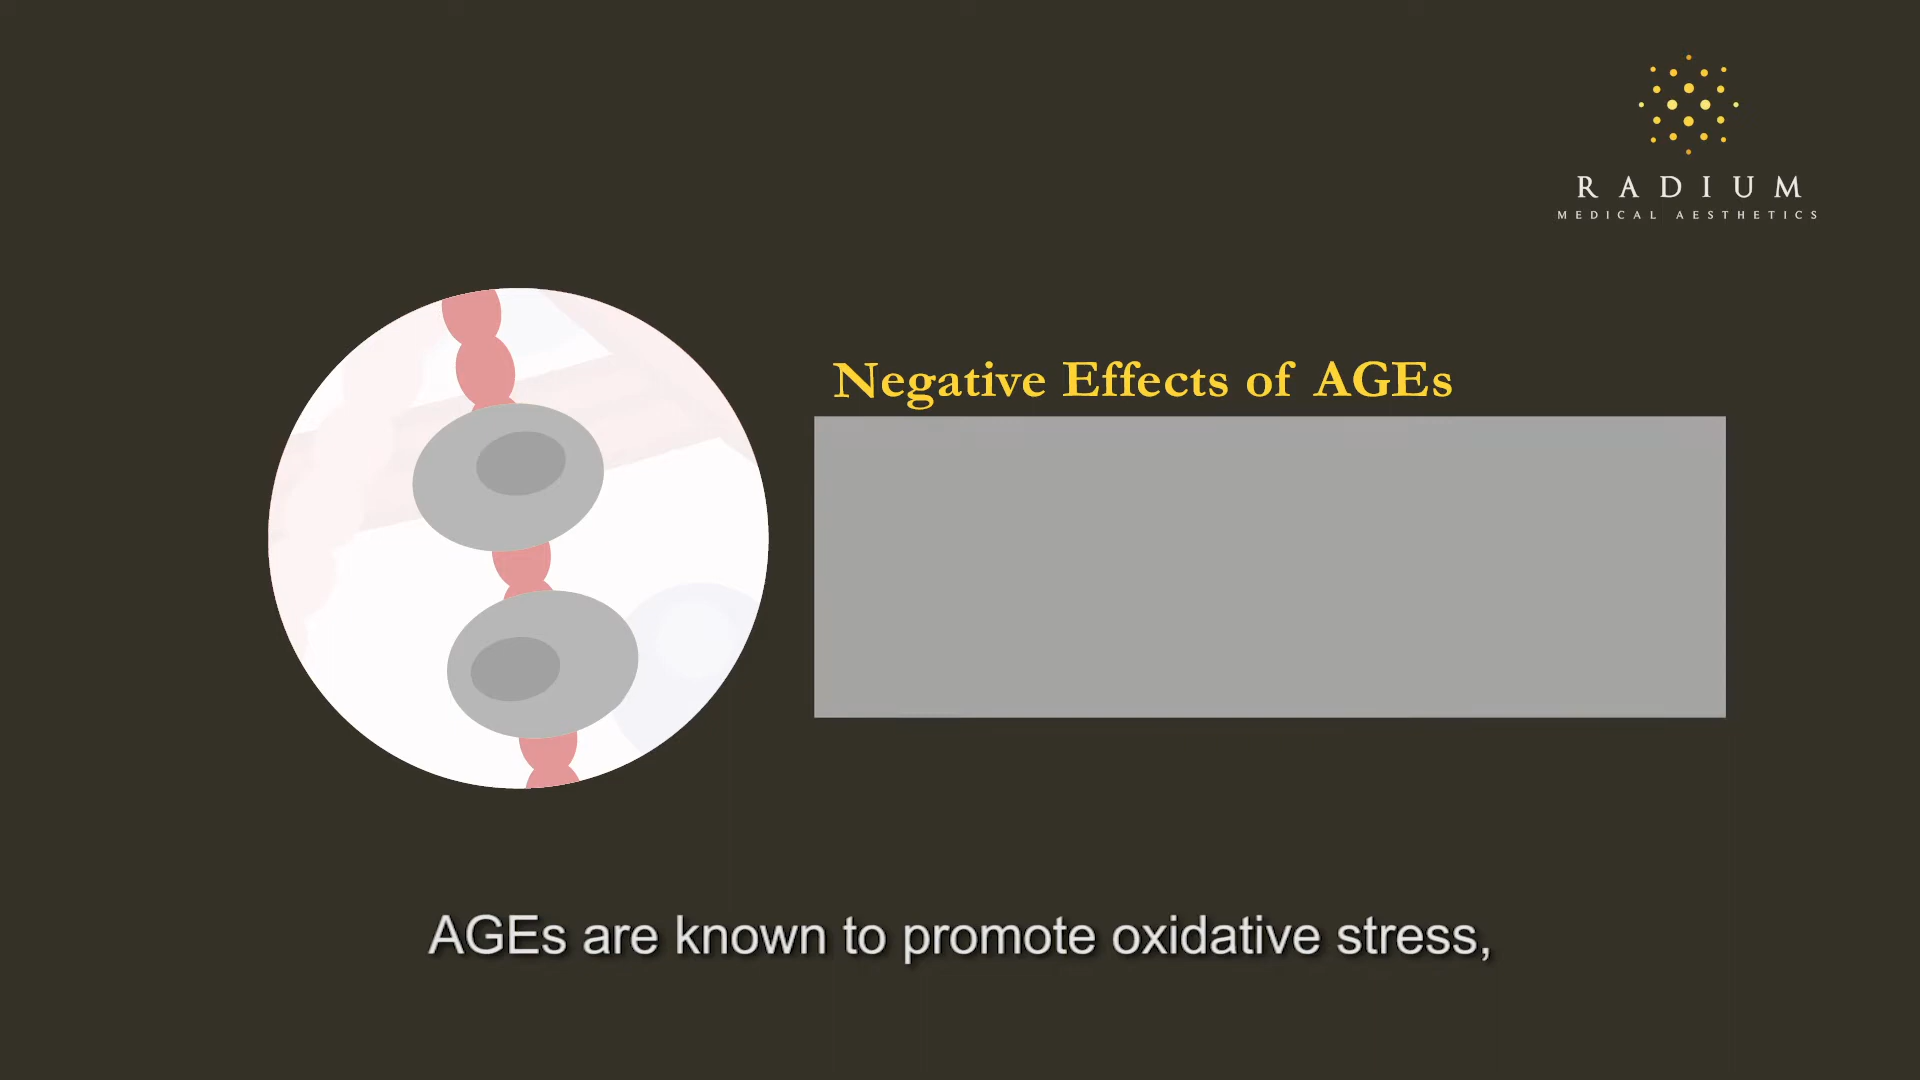 RADIUM
MEDICAL AESTHETICS
Negative Effects of AGEs
AGEs are known to promote oxidative stress,